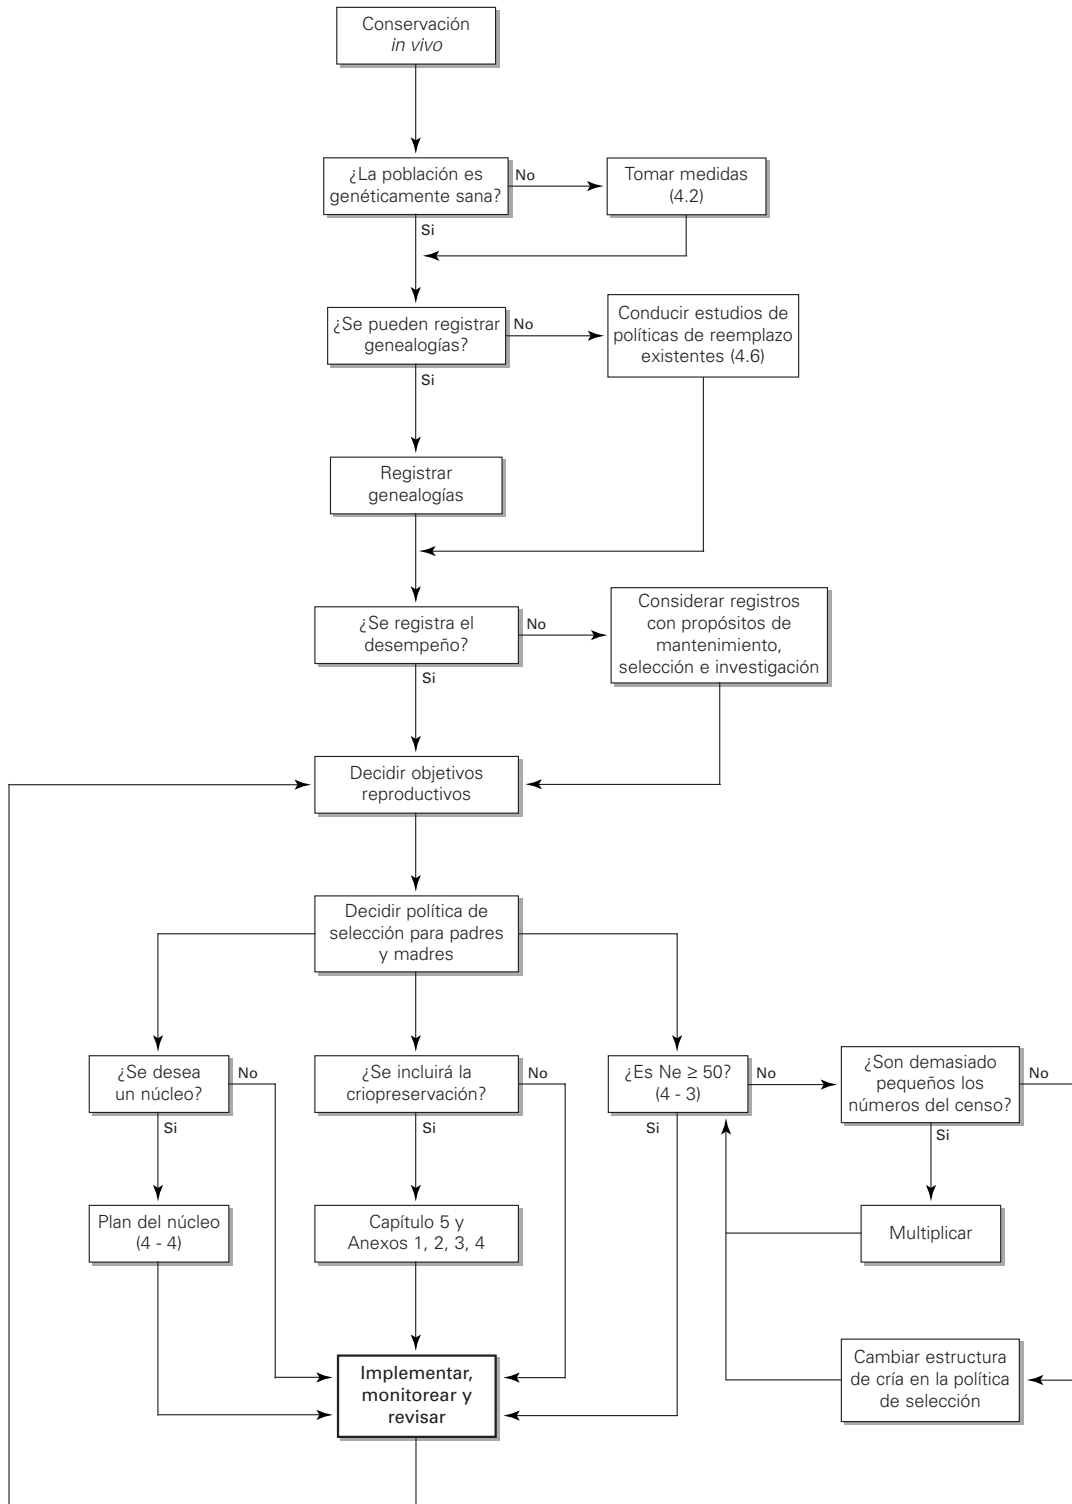 Conservación
in vivo
¿La población es
genéticamente sana?
No
Tomar medidas
(4.2)
Si
¿Se pueden registrar
genealogías?
No
Conducir estudios de
políticas de reemplazo
existentes (4.6)
Si
Registrar
genealogías
¿Se registra el
desempeño?
No
Considerar registros
con propósitos de
mantenimiento,
selección e investigación
Si
Decidir objetivos
reproductivos
Decidir política de
selección para padres
y madres
¿Se desea
un núcleo?
No
Si
¿Se incluirá la
criopreservación?
No
Si
¿Es Ne ≥ 50?
(4 - 3)
No
Si
¿Son demasiado
pequeños los
números del censo?
No
Si
Plan del núcleo
(4 - 4)
Capítulo 5 y
Anexos 1, 2, 3, 4
Multiplicar
Implementar,
monitorear y
revisar
Cambiar estructura
de cría en la política
de selección